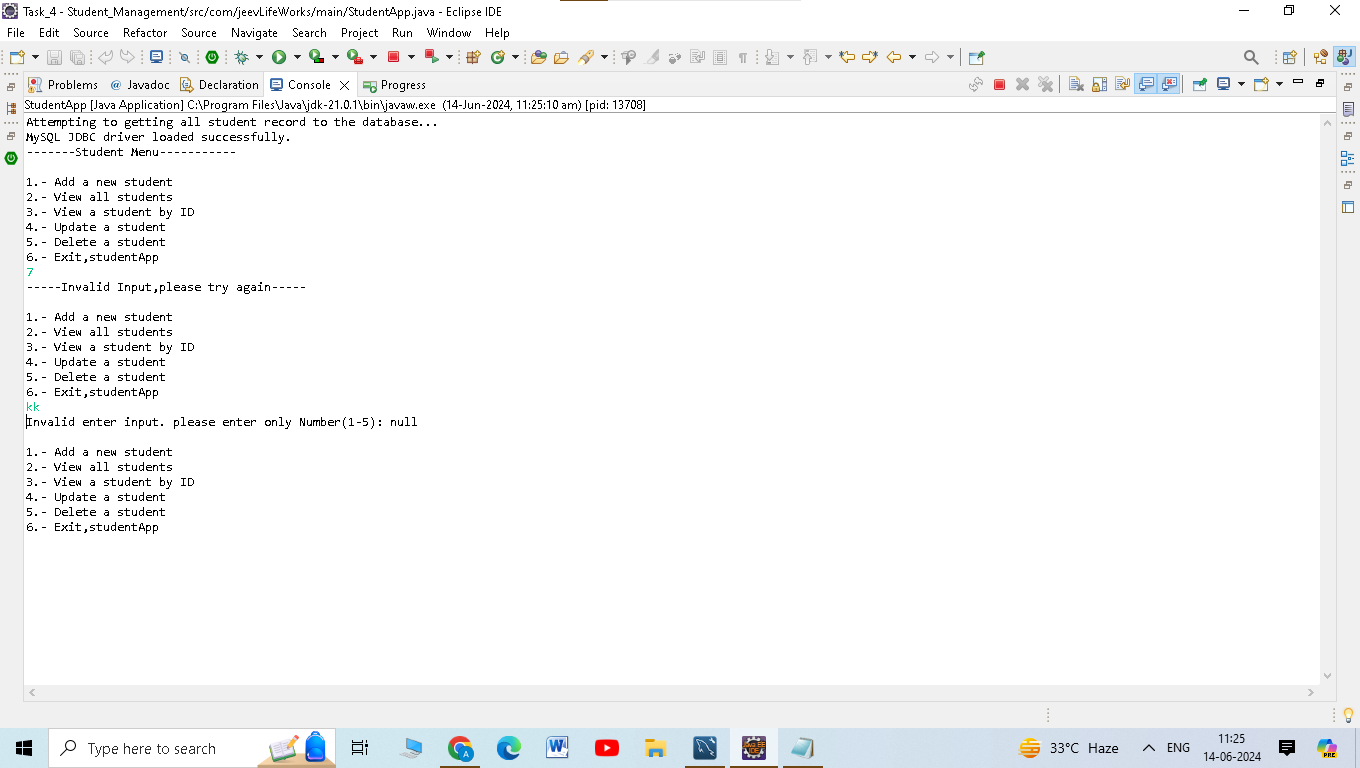 Task_4 - Student_Management/src/com/jeevLifeWorks/main/StudentApp.java - Eclipse IDE
File Edit Source Refactor Source Navigate Search Project Run Window Help
Problems @ Javadoc Declaration Console Progress
StudentApp [Java Application] C:\Program Files\Java\jdk-21.0.1\bin\javaw.exe (14-Jun-2024, 11:25:10 am) [pid: 13708]
Attempting to getting all student record to the database...
MySQL JDBC driver loaded successfully.
-------Student Menu-----------
1.- Add a new student
2.- View all students
3.- View a student by ID
4.- Update a student
5.- Delete a student
6.- Exit,studentApp
7
-----Invalid Input,please try again-----
1.- Add a new student
2.- View all students
3.- View a student by ID
4.- Update a student
5.- Delete a student
6.- Exit,studentApp
kk
Invalid enter input. please enter only Number(1-5): null
1.- Add a new student
2.- View all students
3.- View a student by ID
4.- Update a student
5.- Delete a student
6.- Exit,studentApp
Type here to search
33°C Haze
ENG
11:25
14-06-2024